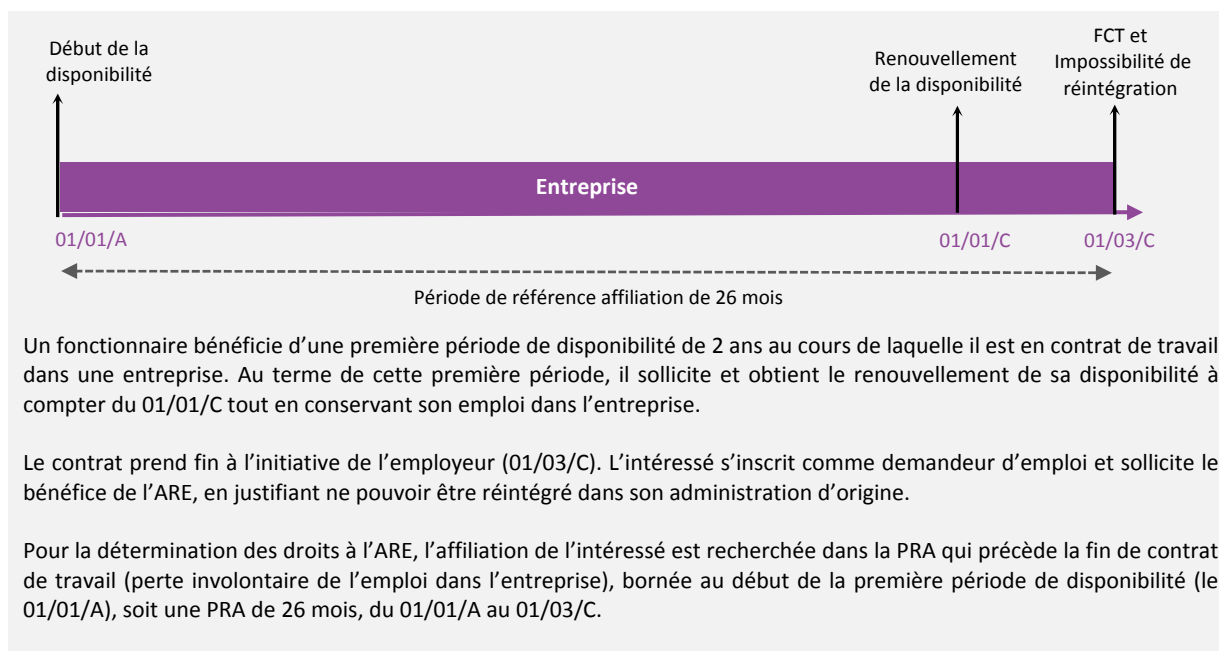 Début de la
disponibilité
Renouvellement
de la disponibilité
FCT et
Impossibilité de
réintégration
Entreprise
01/01/A
01/01/C
01/03/C
Période de référence affiliation de 26 mois
Un fonctionnaire bénéficie d’une première période de disponibilité de 2 ans au cours de laquelle il est en contrat de travail
dans une entreprise. Au terme de cette première période, il sollicite et obtient le renouvellement de sa disponibilité à
compter du 01/01/C tout en conservant son emploi dans l’entreprise.
Le contrat prend fin à l’initiative de l’employeur (01/03/C). L’intéressé s’inscrit comme demandeur d’emploi et sollicite le
bénéfice de l’ARE, en justifiant ne pouvoir être réintégré dans son administration d’origine.
Pour la détermination des droits à l’ARE, l’affiliation de l’intéressé est recherchée dans la PRA qui précède la fin de contrat
de travail (perte involontaire de l’emploi dans l’entreprise), bornée au début de la première période de disponibilité (le
01/01/A), soit une PRA de 26 mois, du 01/01/A au 01/03/C.